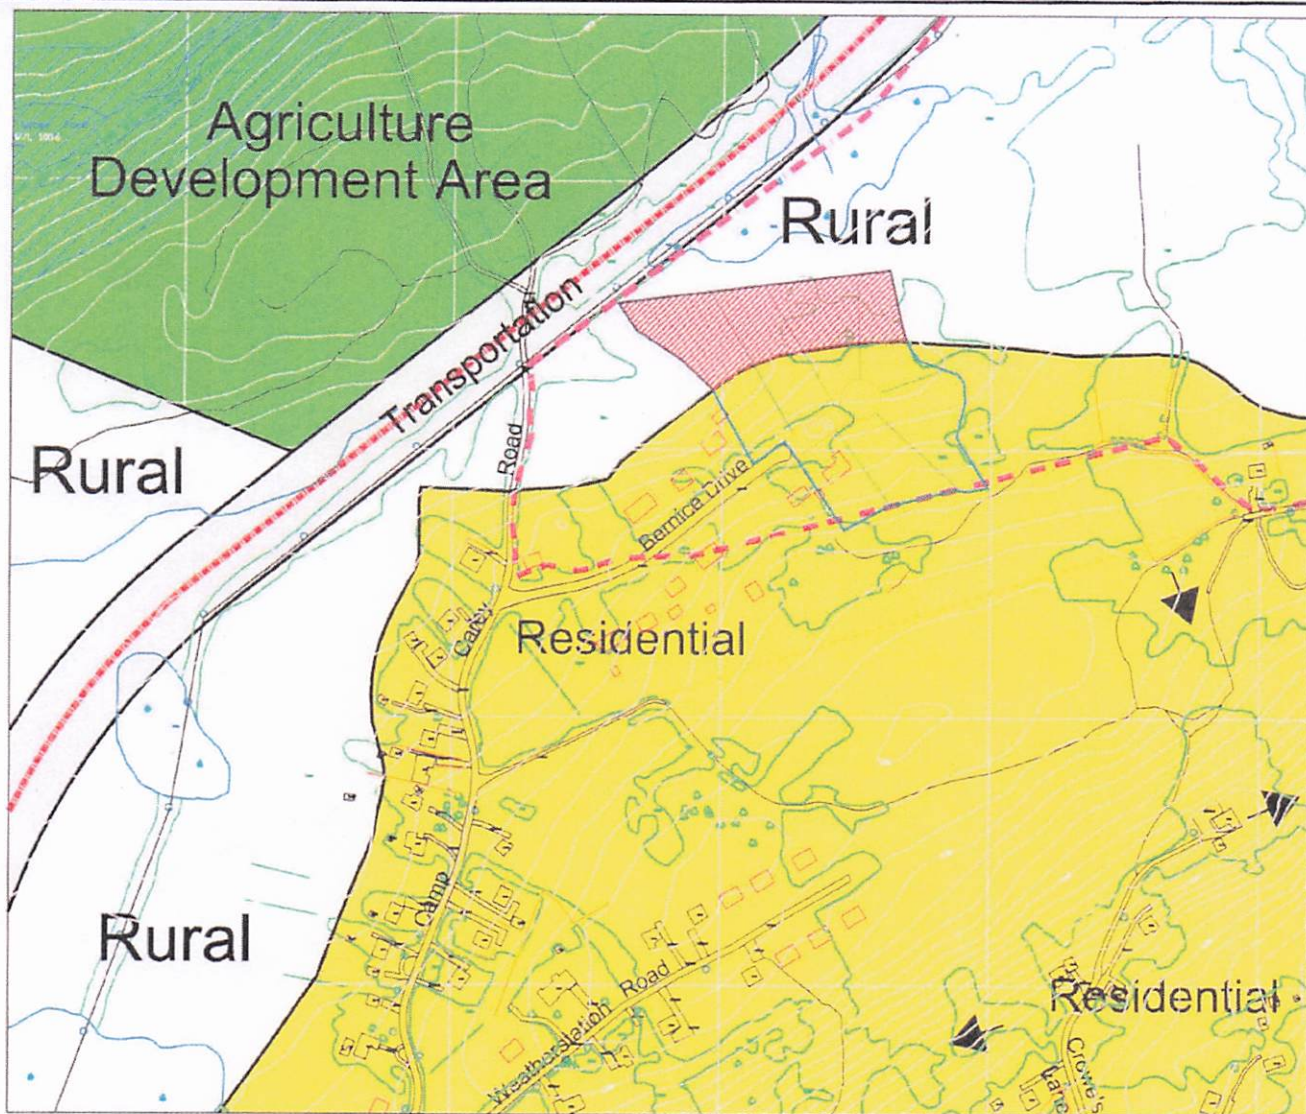 Agriculture
Development Area
Rural
Transportation
Rural
Road
Bernice Drive
Carey
Residential
Camp
Rural
Road
Weatherstation
Residential
Crowe's
Lane